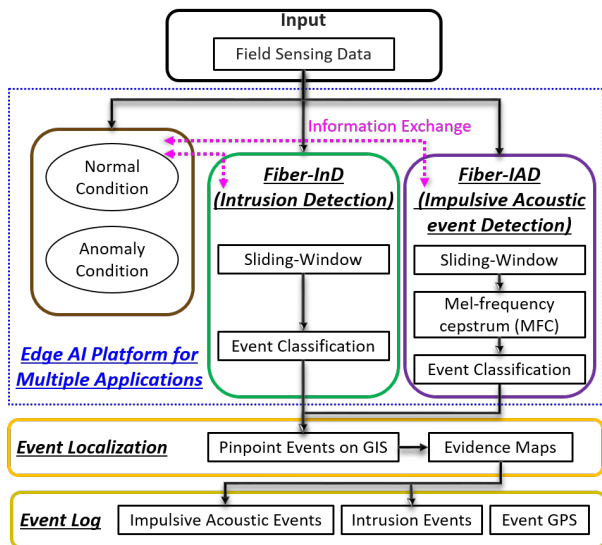 Input
Field Sensing Data
Information Exchange
Normal
Condition
Anomaly
Condition
Edge AI Platform for
Multiple Applications
Fiber-InD
(Intrusion Detection)
Sliding-Window
Event Classification
Fiber-IAD
(Impulsive Acoustic
event Detection)
Sliding-Window
Mel-frequency
cepstrum (MFC)
Event Classification
Event Localization
Pinpoint Events on GIS
Evidence Maps
Event Log
Impulsive Acoustic Events
Intrusion Events
Event GPS